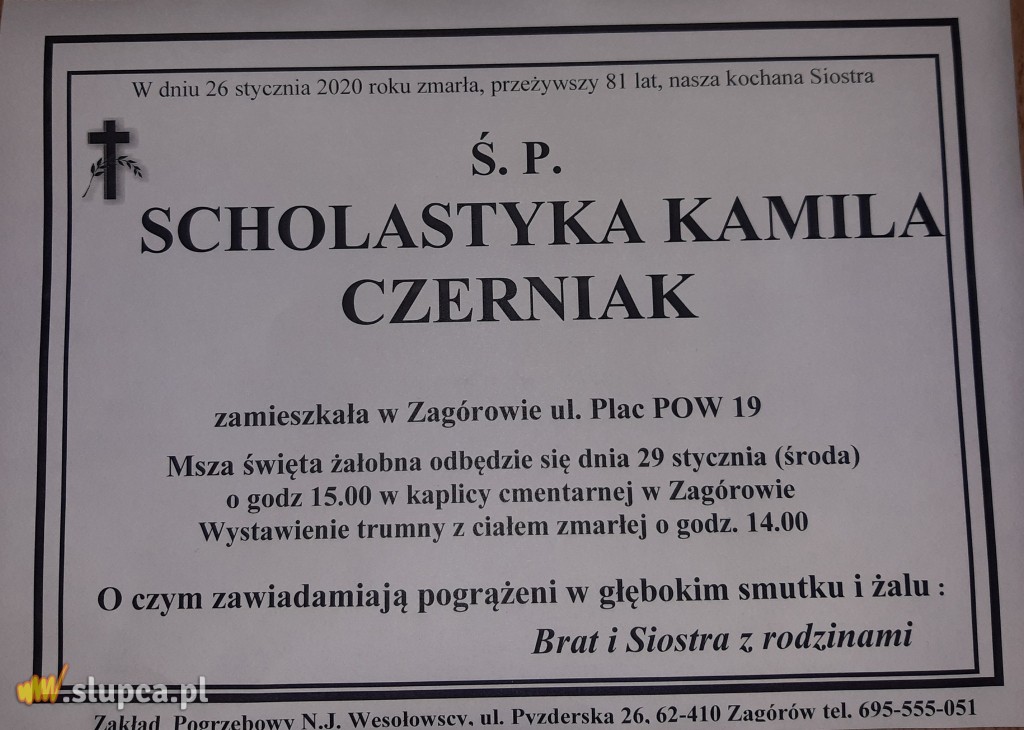 W dniu 26 stycznia 2020 roku zmarła, przeżywszy 81 lat, nasza kochana Siostra
Ś. P.
SCHOLASTYKA KAMILA
CZERNIAK
zamieszkała w Zagórowie ul. Plac POW 19
Msza święta żałobna odbędzie się dnia 29 stycznia (środa)
o godz 15.00 w kaplicy cmentarnej w Zagórowie
Wystawienie trumny z ciałem zmarłej o godz. 14.00
O czym zawiadamiają pogrążeni w głębokim smutku i żalu :
Brat i Siostra z rodzinami
.slupca.pl
Zakład Pogrzebowy N.J. Wesołowscy, ul. Pyzderska 26, 62-410 Zagórów tel. 695-555-051